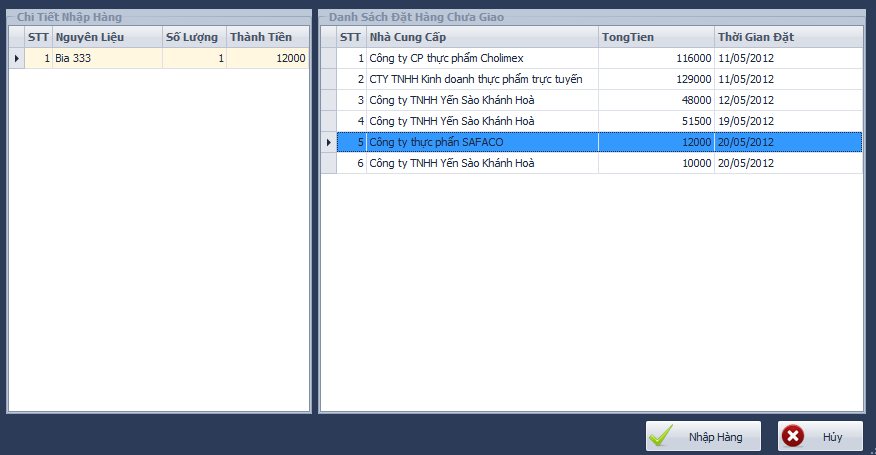 Chi Tiết Nhập Hàng
STT Nguyên Liệu Số Lượng Thành Tiền
1 Bia 333 1 12000
Danh Sách Đặt Hàng Chưa Giao
STT Nhà Cung Cấp TongTien Thời Gian Đặt
1 Công ty CP thực phẩm Cholimex 116000 11/05/2012
2 CTY TNHH Kinh doanh thực phẩm trực tuyến 129000 11/05/2012
3 Công ty TNHH Yến Sào Khánh Hoà 48000 12/05/2012
4 Công ty TNHH Yến Sào Khánh Hoà 51500 19/05/2012
5 Công ty thực phẩn SAFACO 12000 20/05/2012
6 Công ty TNHH Yến Sào Khánh Hoà 10000 20/05/2012
Nhập Hàng Hủy